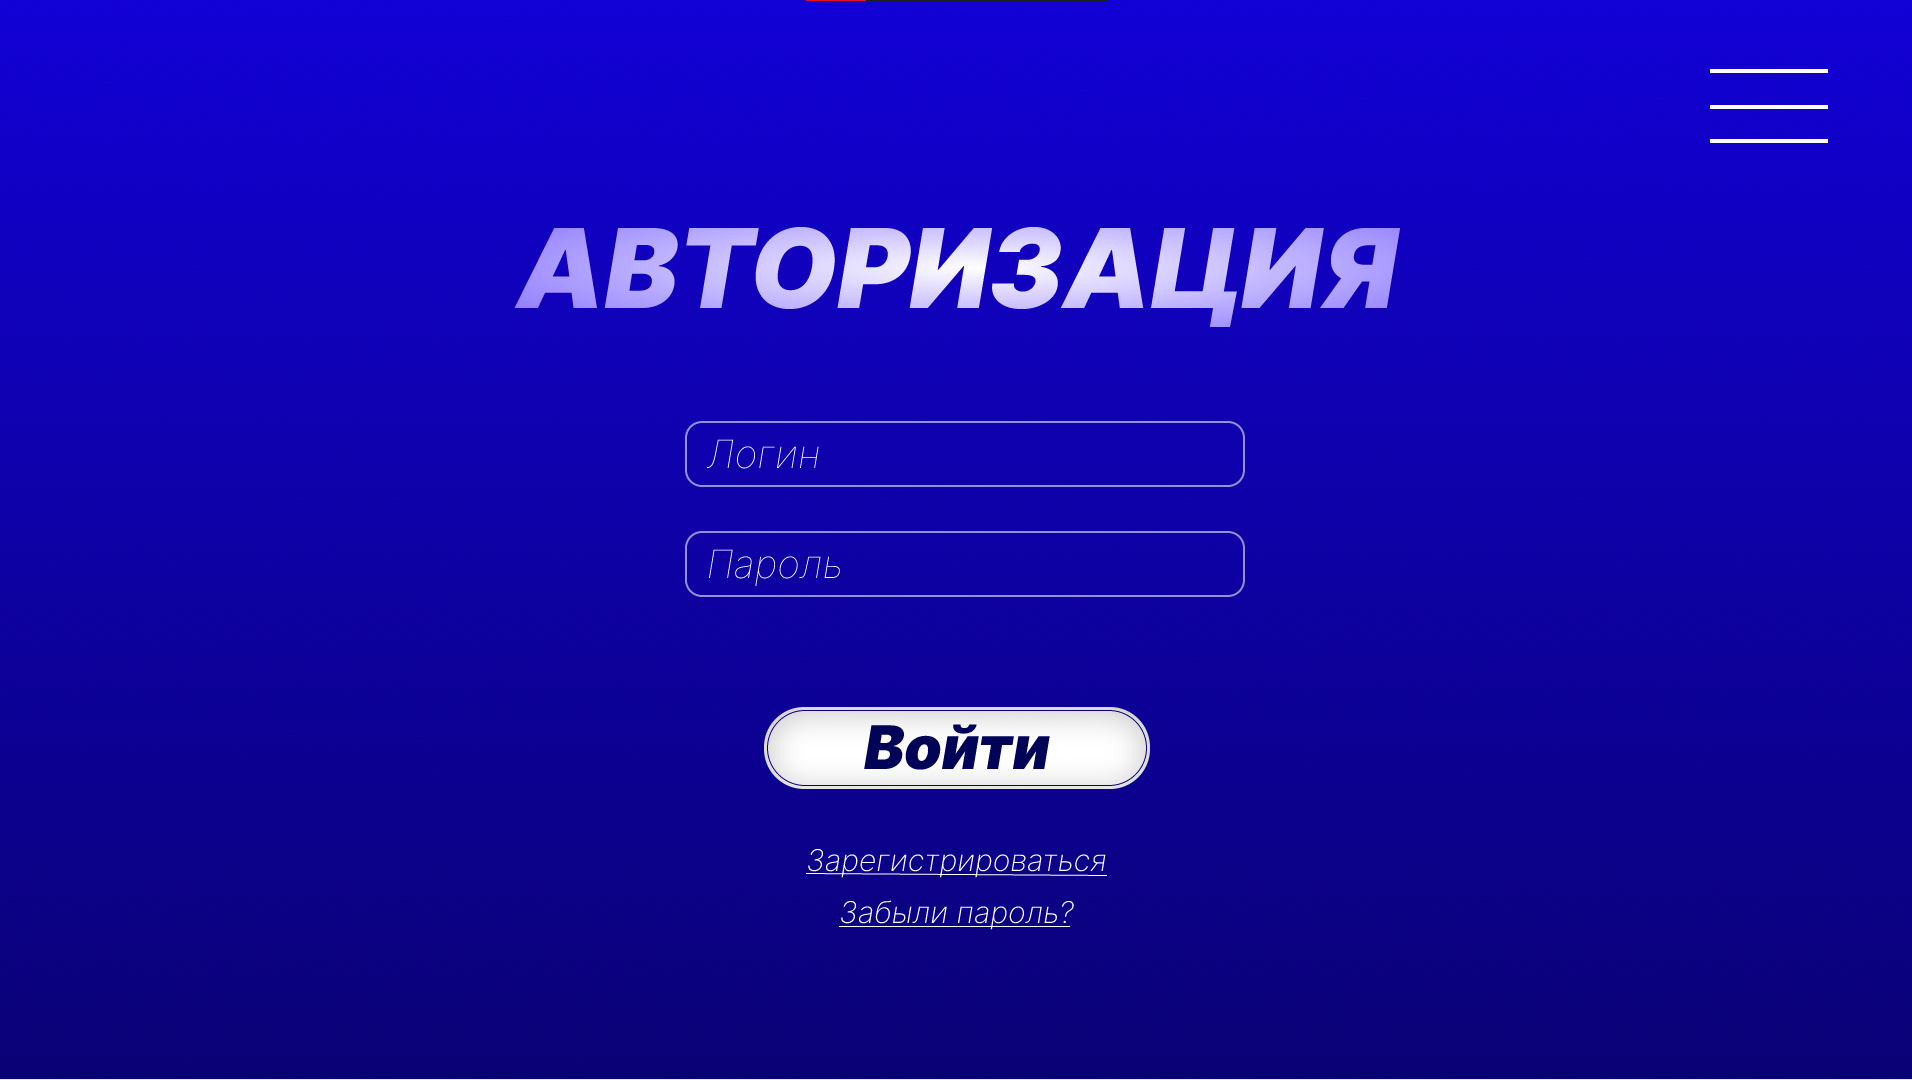 АВТОРИЗАЦИЯ
Логин
Пароль
Войти
Зарегистрироваться
Забыли пароль?